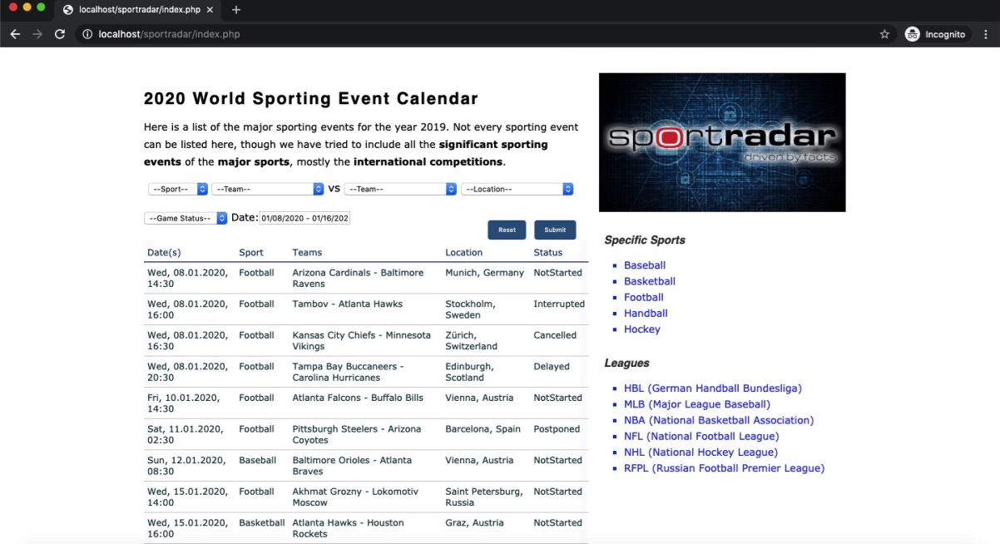 localhost/sportradar/index.php
localhost/sportradar/index.php
Incognito
2020 World Sporting Event Calendar
Here is a list of the major sporting events for the year 2019. Not every sporting event
can be listed here, though we have tried to include all the significant sporting
events of the major sports, mostly the international competitions.
--Sport-- --Team-- VS --Team-- --Location--
--Game Status-- Date: 01/08/2020 - 01/16/202
Reset Submit
Date(s) Sport Teams Location Status
Wed, 08.01.2020, Football Arizona Cardinals - Baltimore Munich, Germany NotStarted
14:30 Ravens
Wed, 08.01.2020, Football Tambov - Atlanta Hawks Stockholm, Interrupted
16:00 Sweden
Wed, 08.01.2020, Football Kansas City Chiefs - Minnesota Zürich, Cancelled
16:30 Vikings Switzerland
Wed, 08.01.2020, Football Tampa Bay Buccaneers - Edinburgh, Delayed
20:30 Carolina Hurricanes Scotland
Fri, 10.01.2020, Football Atlanta Falcons - Buffalo Bills Vienna, Austria NotStarted
14:30
Sat, 11.01.2020, Football Pittsburgh Steelers - Arizona Barcelona, Spain Postponed
02:30 Coyotes
Sun, 12.01.2020, Baseball Baltimore Orioles - Atlanta Vienna, Austria NotStarted
08:30 Braves
Wed, 15.01.2020, Football Akhmat Grozny - Lokomotiv Saint Petersburg, NotStarted
14:00 Moscow Russia
Wed, 15.01.2020, Basketball Atlanta Hawks - Houston Graz, Austria NotStarted
16:00 Rockets
sportradar
driven by facts
Specific Sports
Baseball
Basketball
Football
Handball
Hockey
Leagues
HBL (German Handball Bundesliga)
MLB (Major League Baseball)
NBA (National Basketball Association)
NFL (National Football League)
NHL (National Hockey League)
RFPL (Russian Football Premier League)